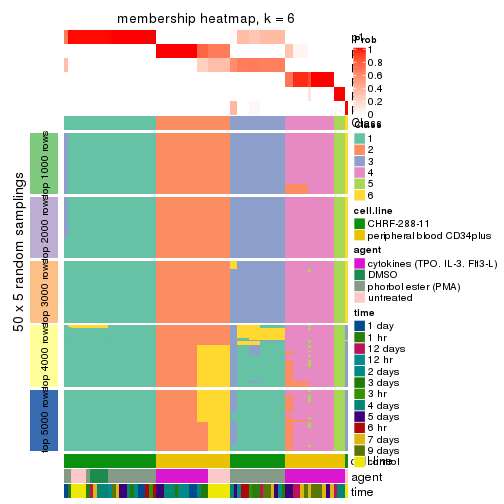 membership heatmap, k = 6
Prob
1
0.8
0.6
0.4
0.2
0
Class
1
2
3
4
5
6
cell.line
CHRF-288-11
peripheral blood CD34plus
agent
cytokines (TPO, IL-3, Flt3-L)
DMSO
phorbol ester (PMA)
untreated
time
1 day
1 hr
12 days
12 hr
2 days
3 days
3 hr
4 days
5 days
6 hr
7 days
9 days
control
agent
time
50 x 5 random samplings
top 1000 rows
top 2000 rows
top 3000 rows
top 4000 rows
top 5000 rows